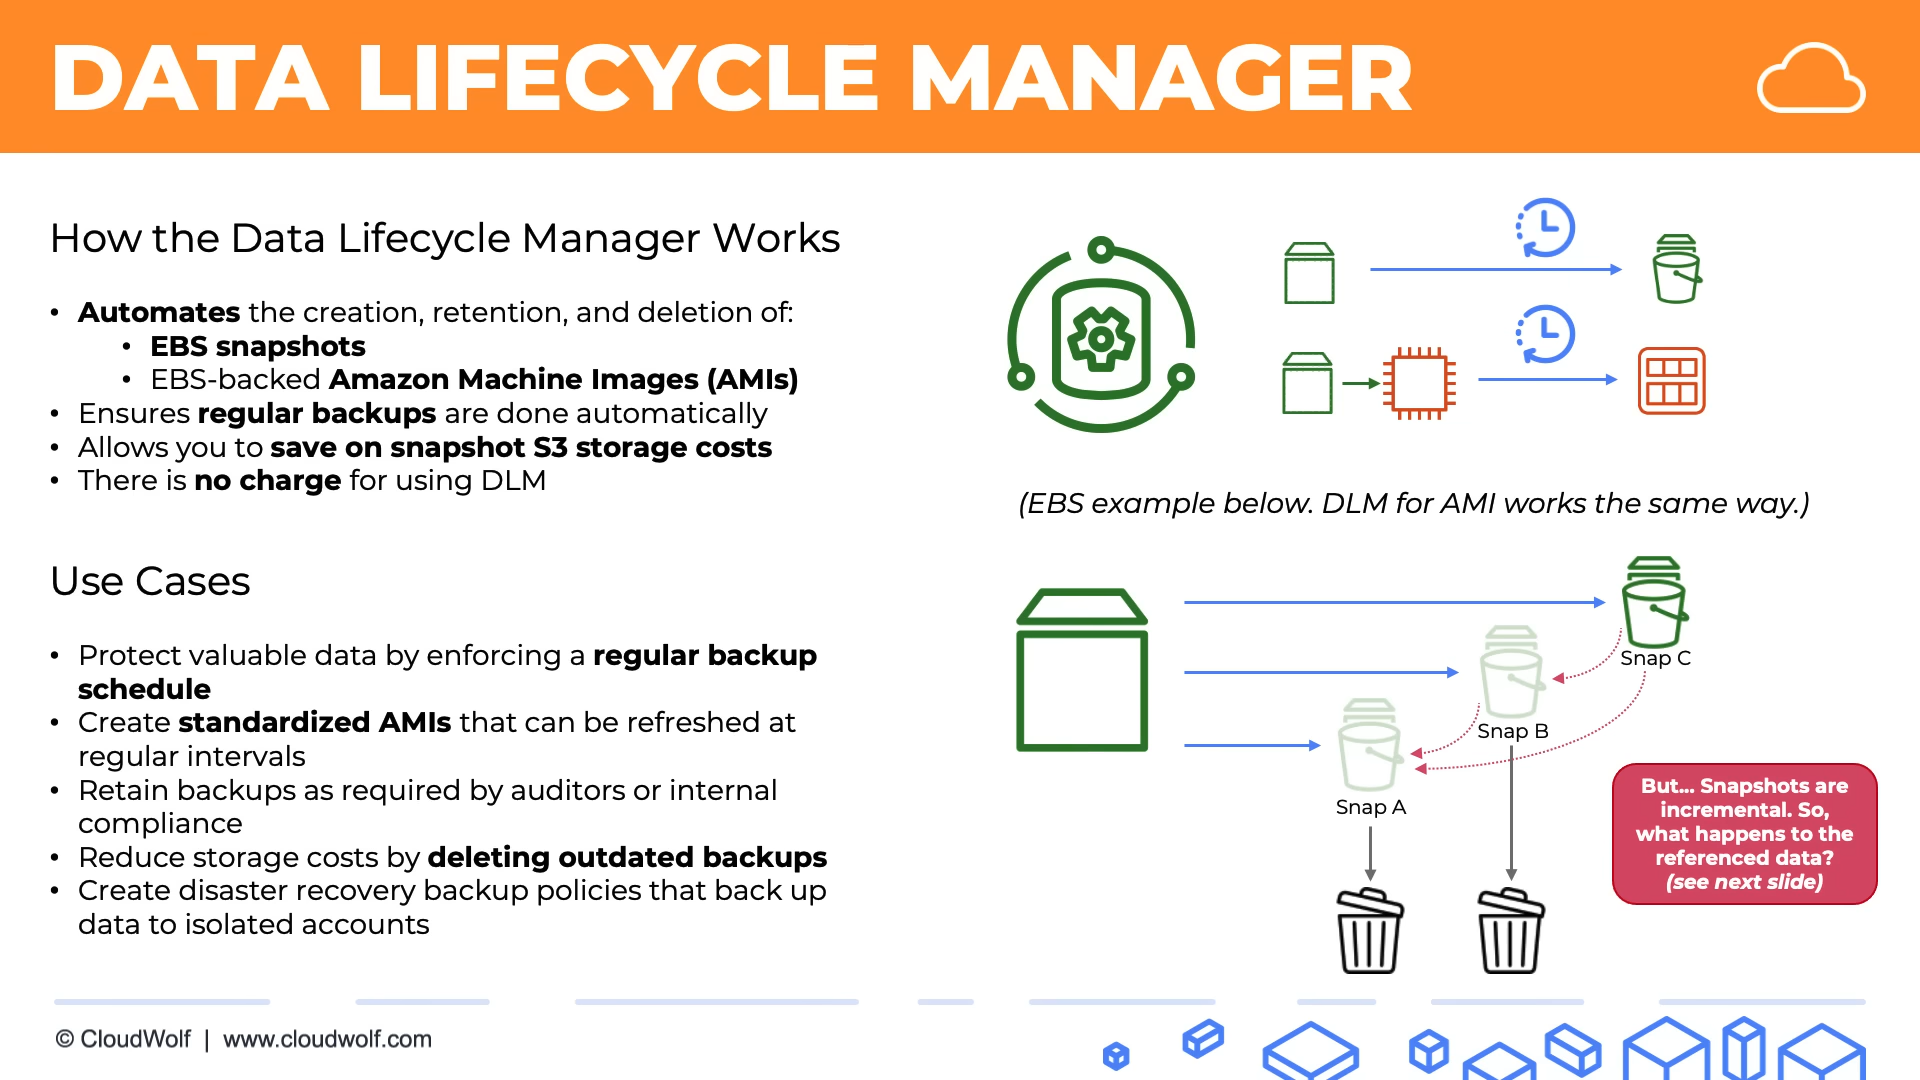 DATA LIFECYCLE MANAGER
How the Data Lifecycle Manager Works
• Automates the creation, retention, and deletion of:
• EBS snapshots
• EBS-backed Amazon Machine Images (AMIs)
• Ensures regular backups are done automatically
• Allows you to save on snapshot S3 storage costs
• There is no charge for using DLM
Use Cases
• Protect valuable data by enforcing a regular backup
schedule
• Create standardized AMIs that can be refreshed at
regular intervals
• Retain backups as required by auditors or internal
compliance
• Reduce storage costs by deleting outdated backups
• Create disaster recovery backup policies that back up
data to isolated accounts
(EBS example below. DLM for AMI works the same way.)
Snap C
Snap B
Snap A
But... Snapshots are
incremental. So,
what happens to the
referenced data?
(see next slide)
© CloudWolf | www.cloudwolf.com